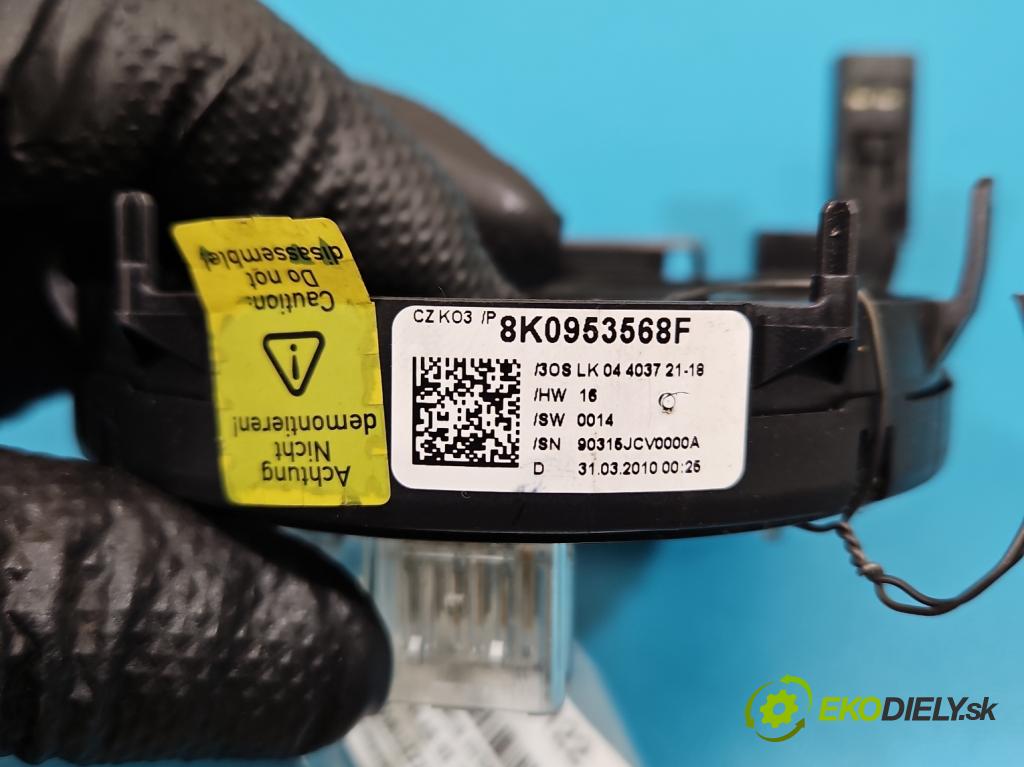 CZ KO3 /P 8K0953568F
/3OS LK 04 4037 21-18
/HW 16
/SW 0014
/SN 90315JCV0000A
D 31.03.2010 00:25
Achtung
Nicht
demontieren!
Caution:
Do not
disassemble!
EKODIELY.sk